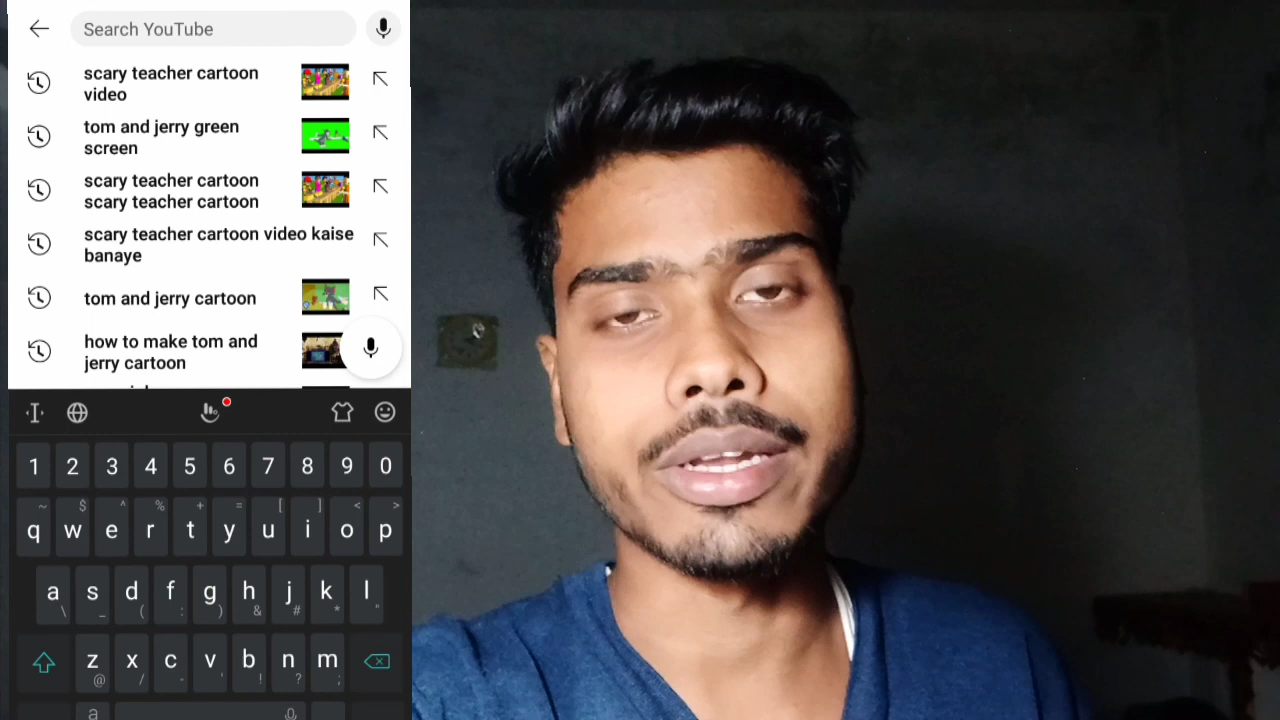 Search YouTube
scary teacher cartoon
video
tom and jerry green
screen
scary teacher cartoon
scary teacher cartoon
scary teacher cartoon video kaise
banaye
tom and jerry cartoon
how to make tom and
jerry cartoon
1 2 3 4 5 6 7 8 9 0
~ $ ^ % + = [ ] < >
q w e r t y u i o p
a s d f g h j k l
\ _ ( : ) & # * "
z x c v b n m
@ / - ' ! ? ;
a